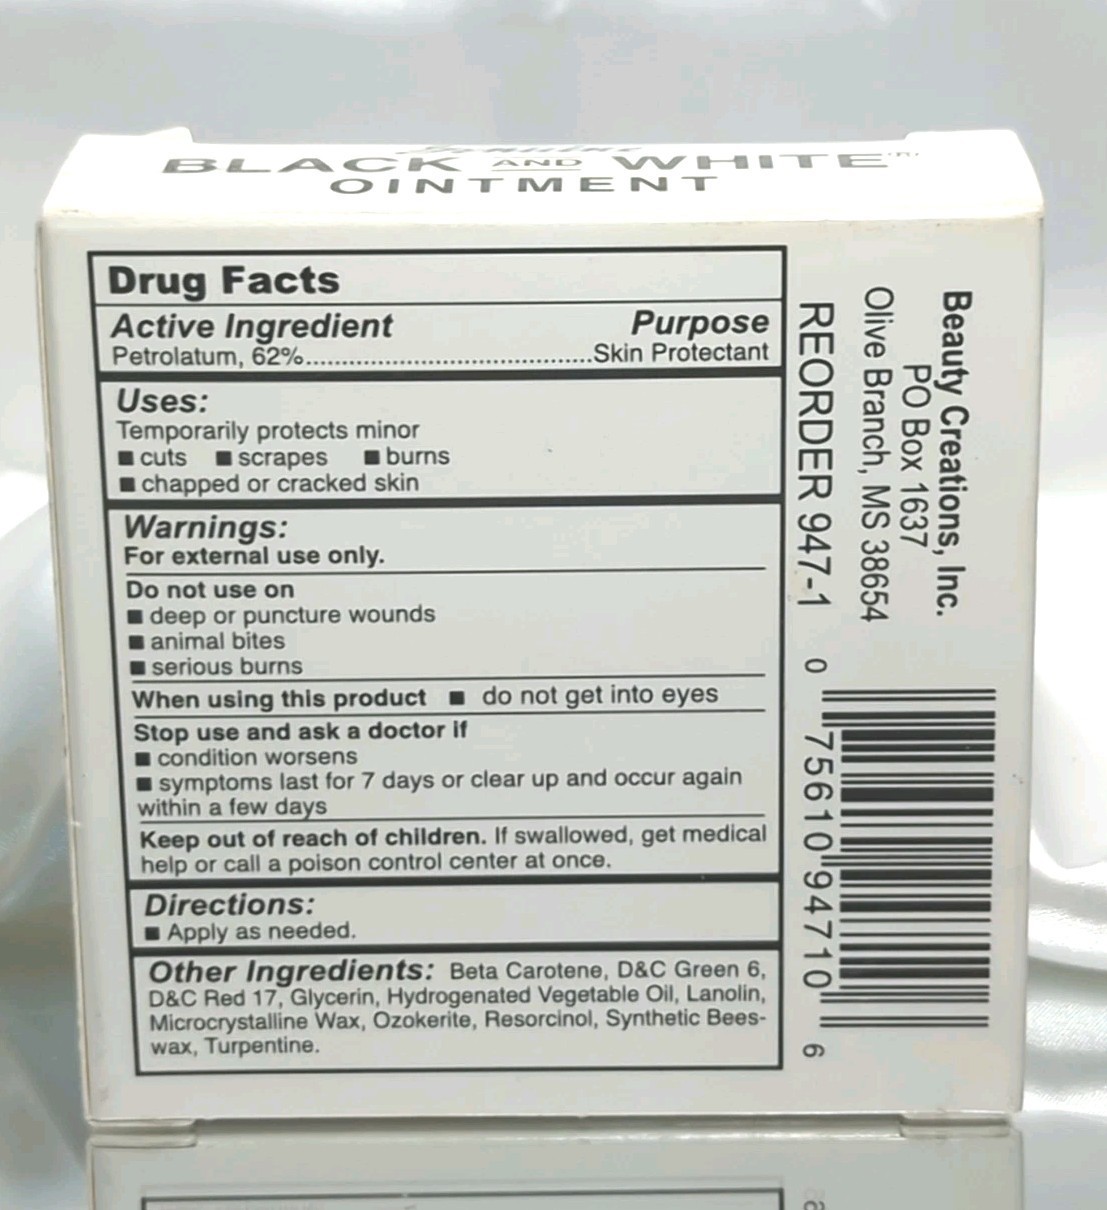 Genuine
BLACK AND WHITE
OINTMENT
Drug Facts
Active Ingredient Purpose
Petrolatum, 62%..........................................Skin Protectant
Uses:
Temporarily protects minor
■ cuts ■ scrapes ■ burns
■ chapped or cracked skin
Warnings:
For external use only.
Do not use on
■ deep or puncture wounds
■ animal bites
■ serious burns
When using this product ■ do not get into eyes
Stop use and ask a doctor if
■ condition worsens
■ symptoms last for 7 days or clear up and occur again
within a few days
Keep out of reach of children. If swallowed, get medical
help or call a poison control center at once.
Directions:
■ Apply as needed.
Other Ingredients: Beta Carotene, D&C Green 6,
D&C Red 17, Glycerin, Hydrogenated Vegetable Oil, Lanolin,
Microcrystalline Wax, Ozokerite, Resorcinol, Synthetic Bees-
wax, Turpentine.
Beauty Creations, Inc.
PO Box 1637
Olive Branch, MS 38654
REORDER 947-1
0 75610 94710 6